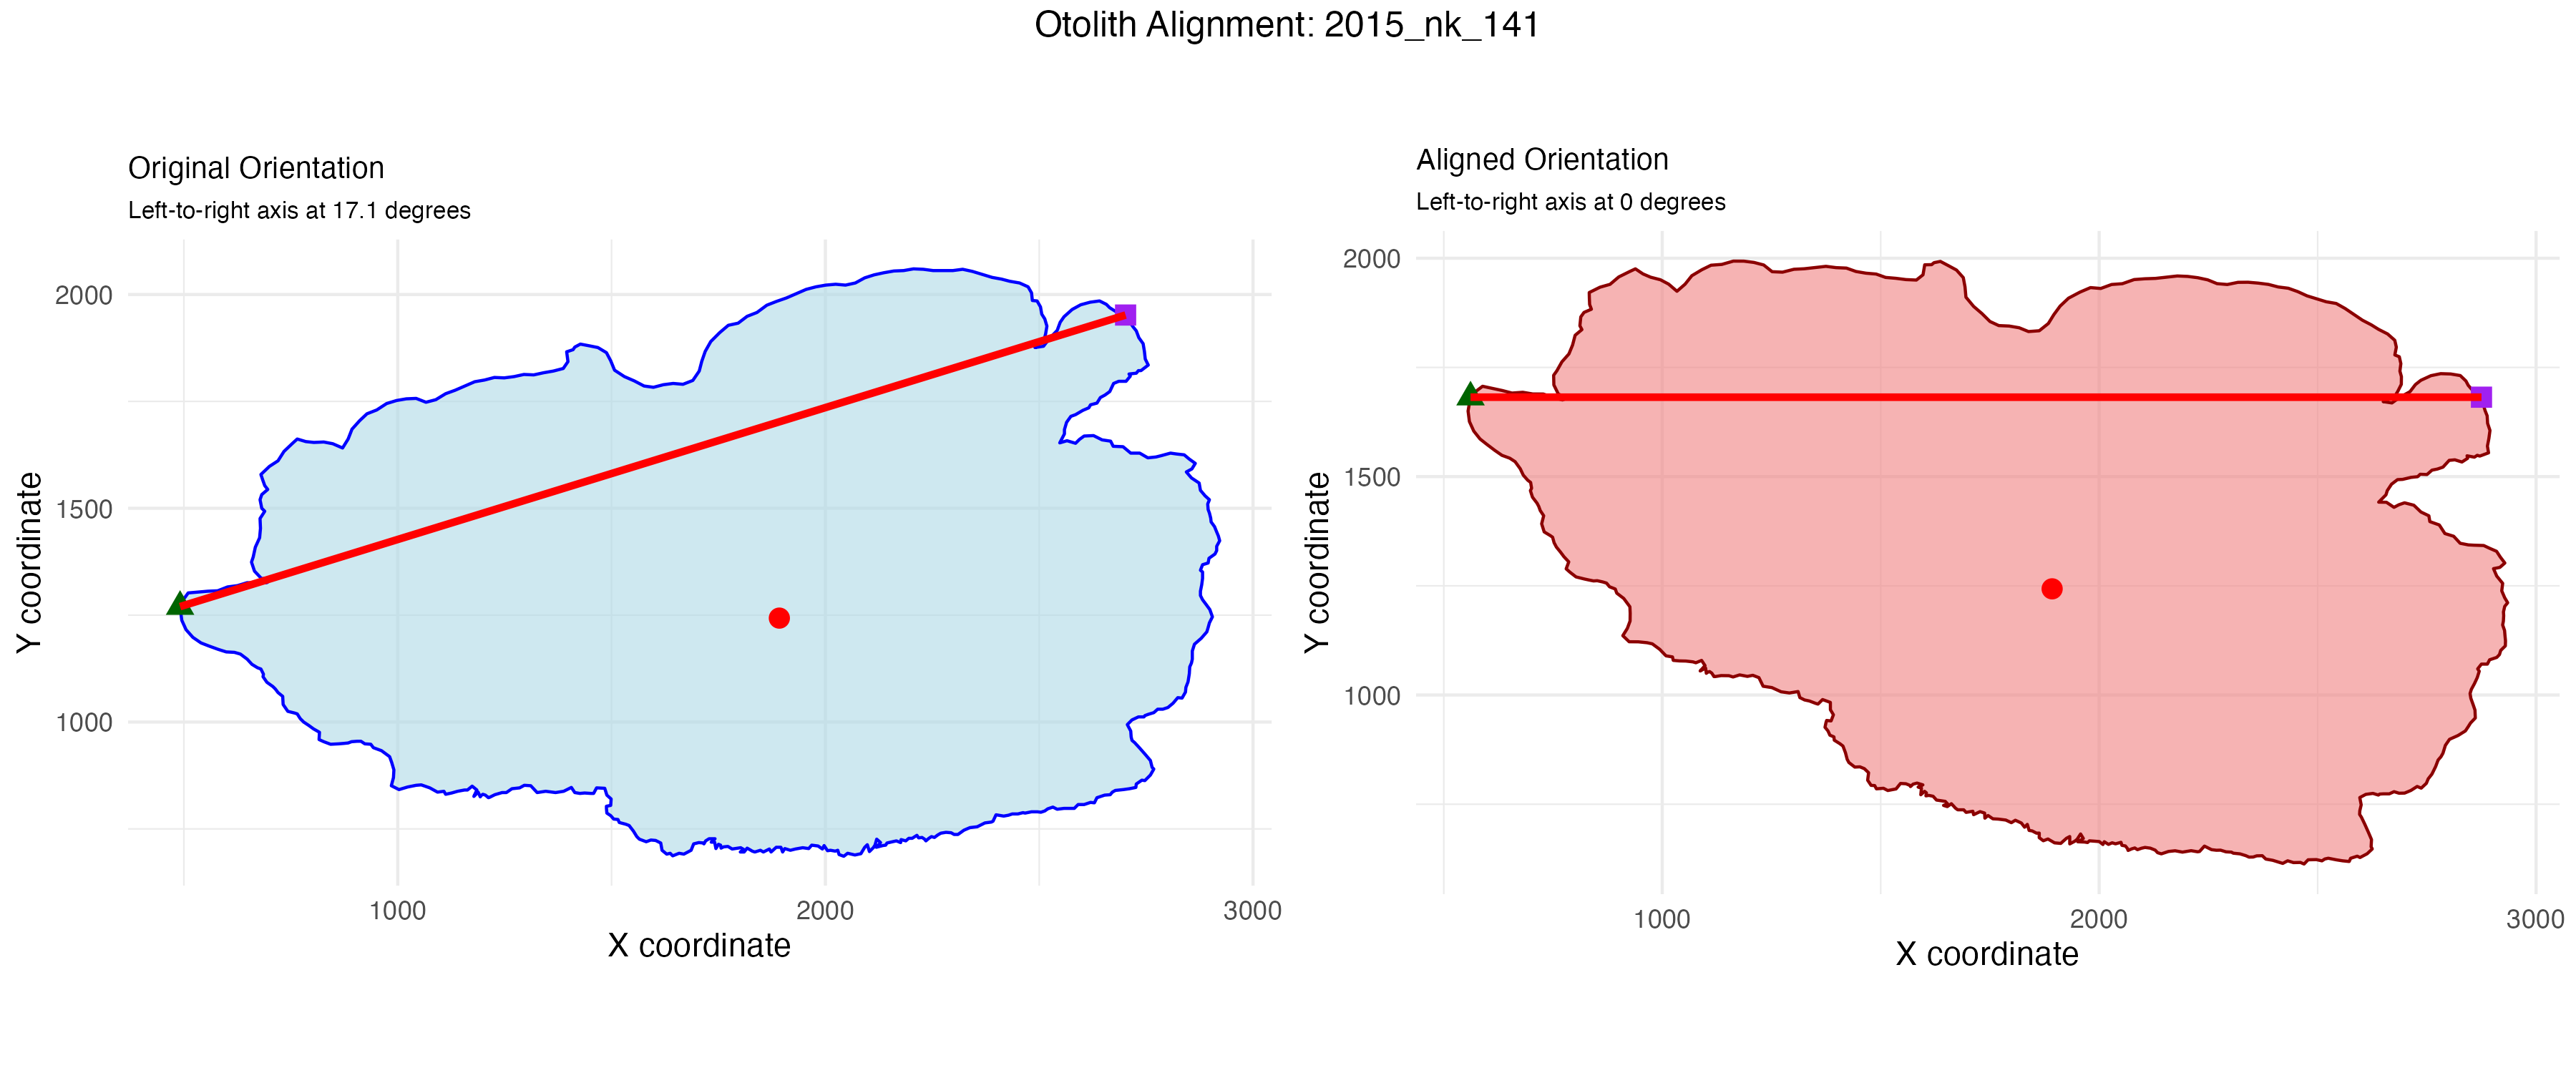 Otolith Alignment: 2015_nk_141
Original Orientation
Left-to-right axis at 17.1 degrees
Y coordinate
2000
1500
1000
1000
2000
3000
X coordinate
Aligned Orientation
Left-to-right axis at 0 degrees
Y coordinate
2000
1500
1000
1000
2000
3000
X coordinate